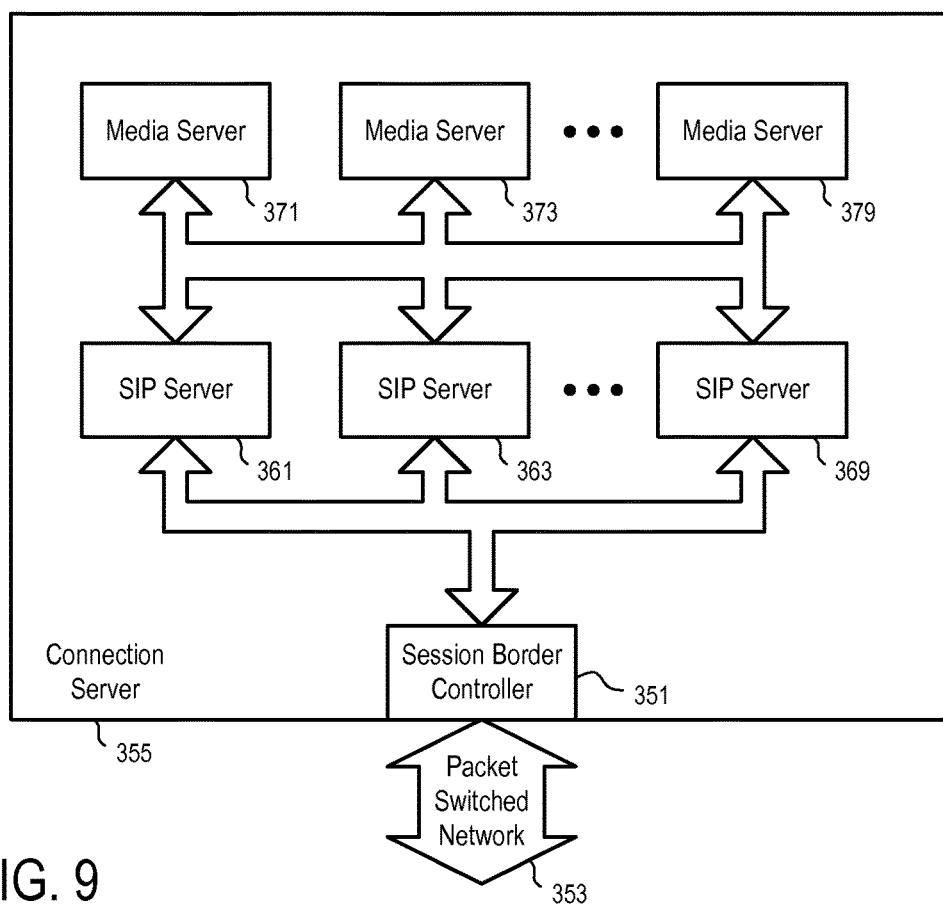 Media Server
Media Server
Media Server
371
373
379
SIP Server
SIP Server
SIP Server
361
363
369
Connection
Server
355
Session Border
Controller
351
Packet
Switched
Network
353
IG. 9